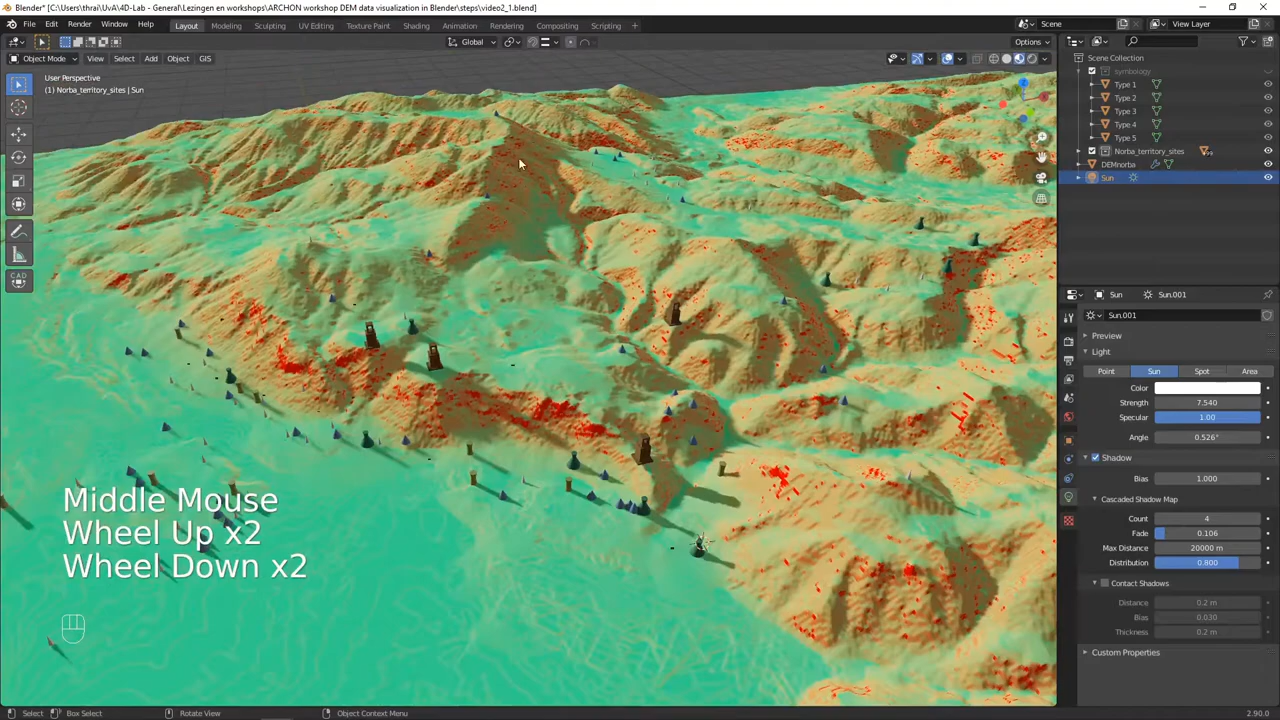 Blender* [C:\Users\thrai\UvA\4D-Lab - General\Lezingen en workshops\ARCHON workshop DEM data visualization in Blender\steps\video2_1.blend]
File Edit Render Window Help Layout Modeling Sculpting UV Editing Texture Paint Shading Animation Rendering Compositing Scripting + Scene View Layer
Global Options
Object Mode View Select Add Object GIS
User Perspective
(1) Norba_territory_sites | Sun
CAD
Middle Mouse
Wheel Up x2
Wheel Down x2
Scene Collection
symbology
Type 1
Type 2
Type 3
Type 4
Type 5
Norba_territory_sites
DEMnorba
Sun
Sun Sun.001
Sun.001
Preview
Light
Point Sun Spot Area
Color
Strength 7.540
Specular 1.00
Angle 0.526°
Shadow
Bias 1.000
Cascaded Shadow Map
Count 4
Fade 0.106
Max Distance 20000 m
Distribution 0.800
Contact Shadows
Distance 0.2 m
Bias 0.030
Thickness 0.2 m
Custom Properties
Select Box Select Rotate View Object Context Menu 2.90.0